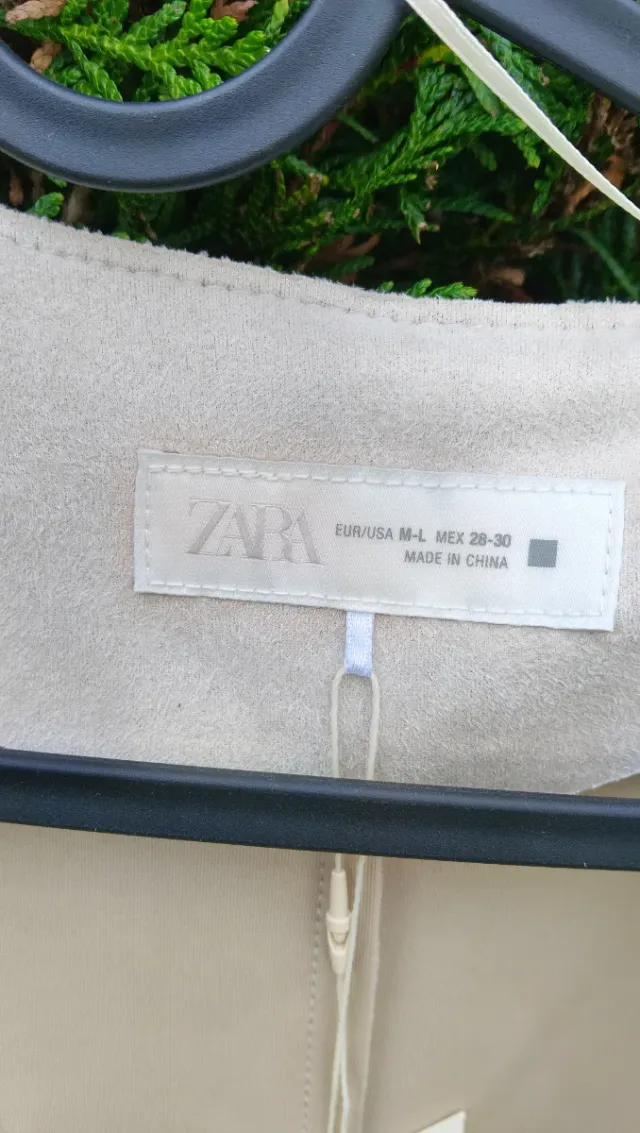 ZARA
EUR/USA M-L MEX 28-30
MADE IN CHINA